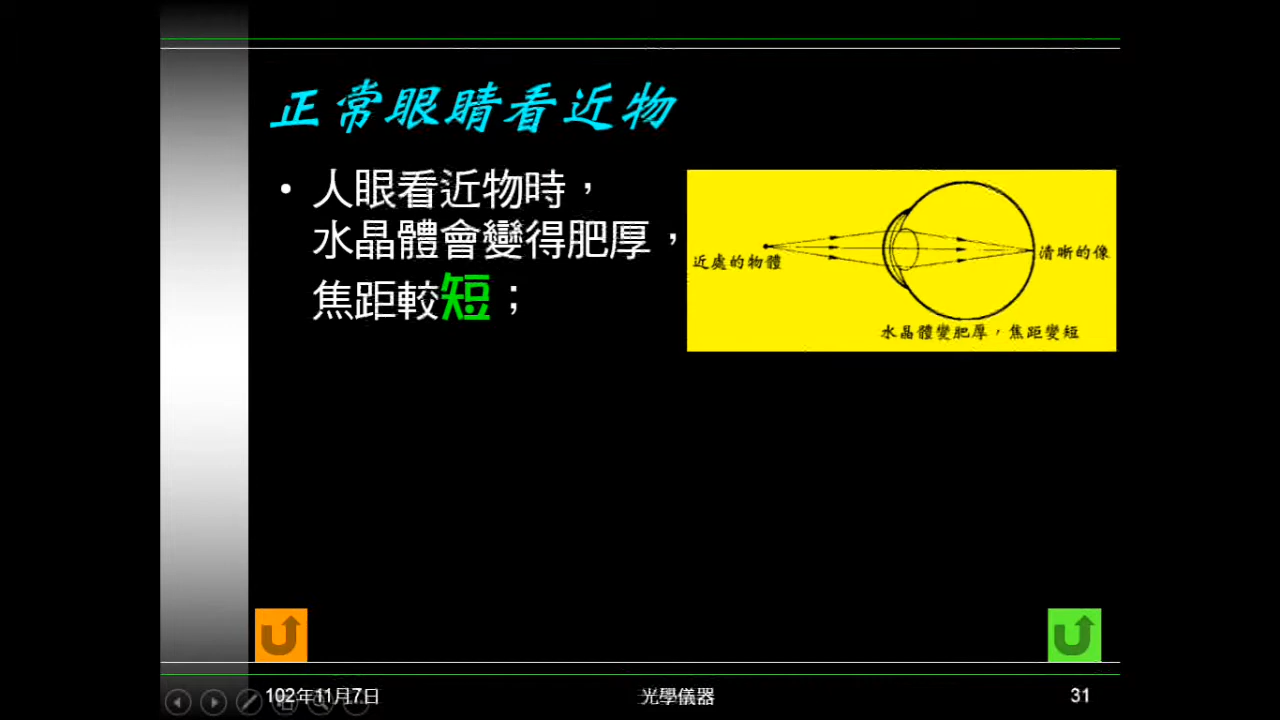 正常眼睛看近物
• 人眼看近物時，
水晶體會變得肥厚，
焦距較短；
近處的物體
清晰的像
水晶體變肥厚，焦距變短
102年11月7日
光學儀器
31